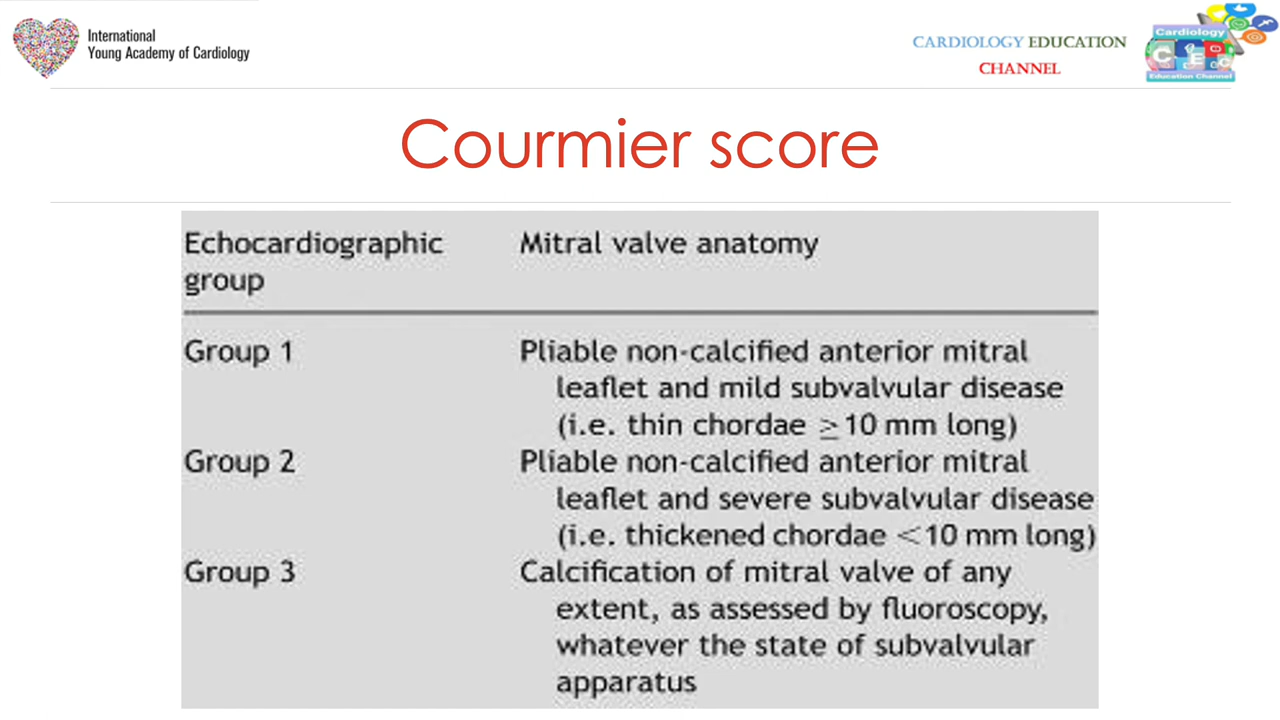 International
Young Academy of Cardiology
CARDIOLOGY EDUCATION
CHANNEL
Cardiology
C E C
Education Channel
Courmier score
Echocardiographic group
Mitral valve anatomy
Group 1
Pliable non-calcified anterior mitral
leaflet and mild subvalvular disease
(i.e. thin chordae ≥10 mm long)
Group 2
Pliable non-calcified anterior mitral
leaflet and severe subvalvular disease
(i.e. thickened chordae <10 mm long)
Group 3
Calcification of mitral valve of any
extent, as assessed by fluoroscopy,
whatever the state of subvalvular
apparatus